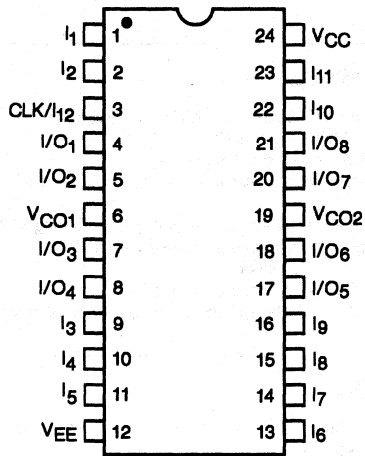 I1 1 24 VCC
I2 2 23 I11
CLK/I12 3 22 I10
I/O1 4 21 I/O8
I/O2 5 20 I/O7
VCO1 6 19 VCO2
I/O3 7 18 I/O6
I/O4 8 17 I/O5
I3 9 16 I9
I4 10 15 I8
I5 11 14 I7
VEE 12 13 I6